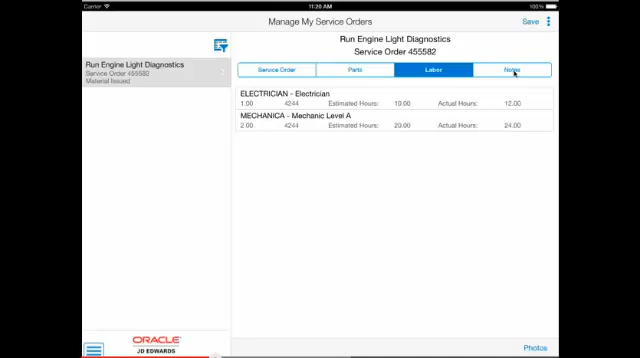 Carrier 11:20 AM 100%
Manage My Service Orders Save
Run Engine Light Diagnostics
Service Order 455582
Material Issued
Run Engine Light Diagnostics
Service Order 455582
Service Order Parts Labor Notes
ELECTRICIAN - Electrician
1.00 4244 Estimated Hours: 10.00 Actual Hours: 12.00
MECHANICA - Mechanic Level A
2.00 4244 Estimated Hours: 20.00 Actual Hours: 24.00
ORACLE
JD EDWARDS
Photos